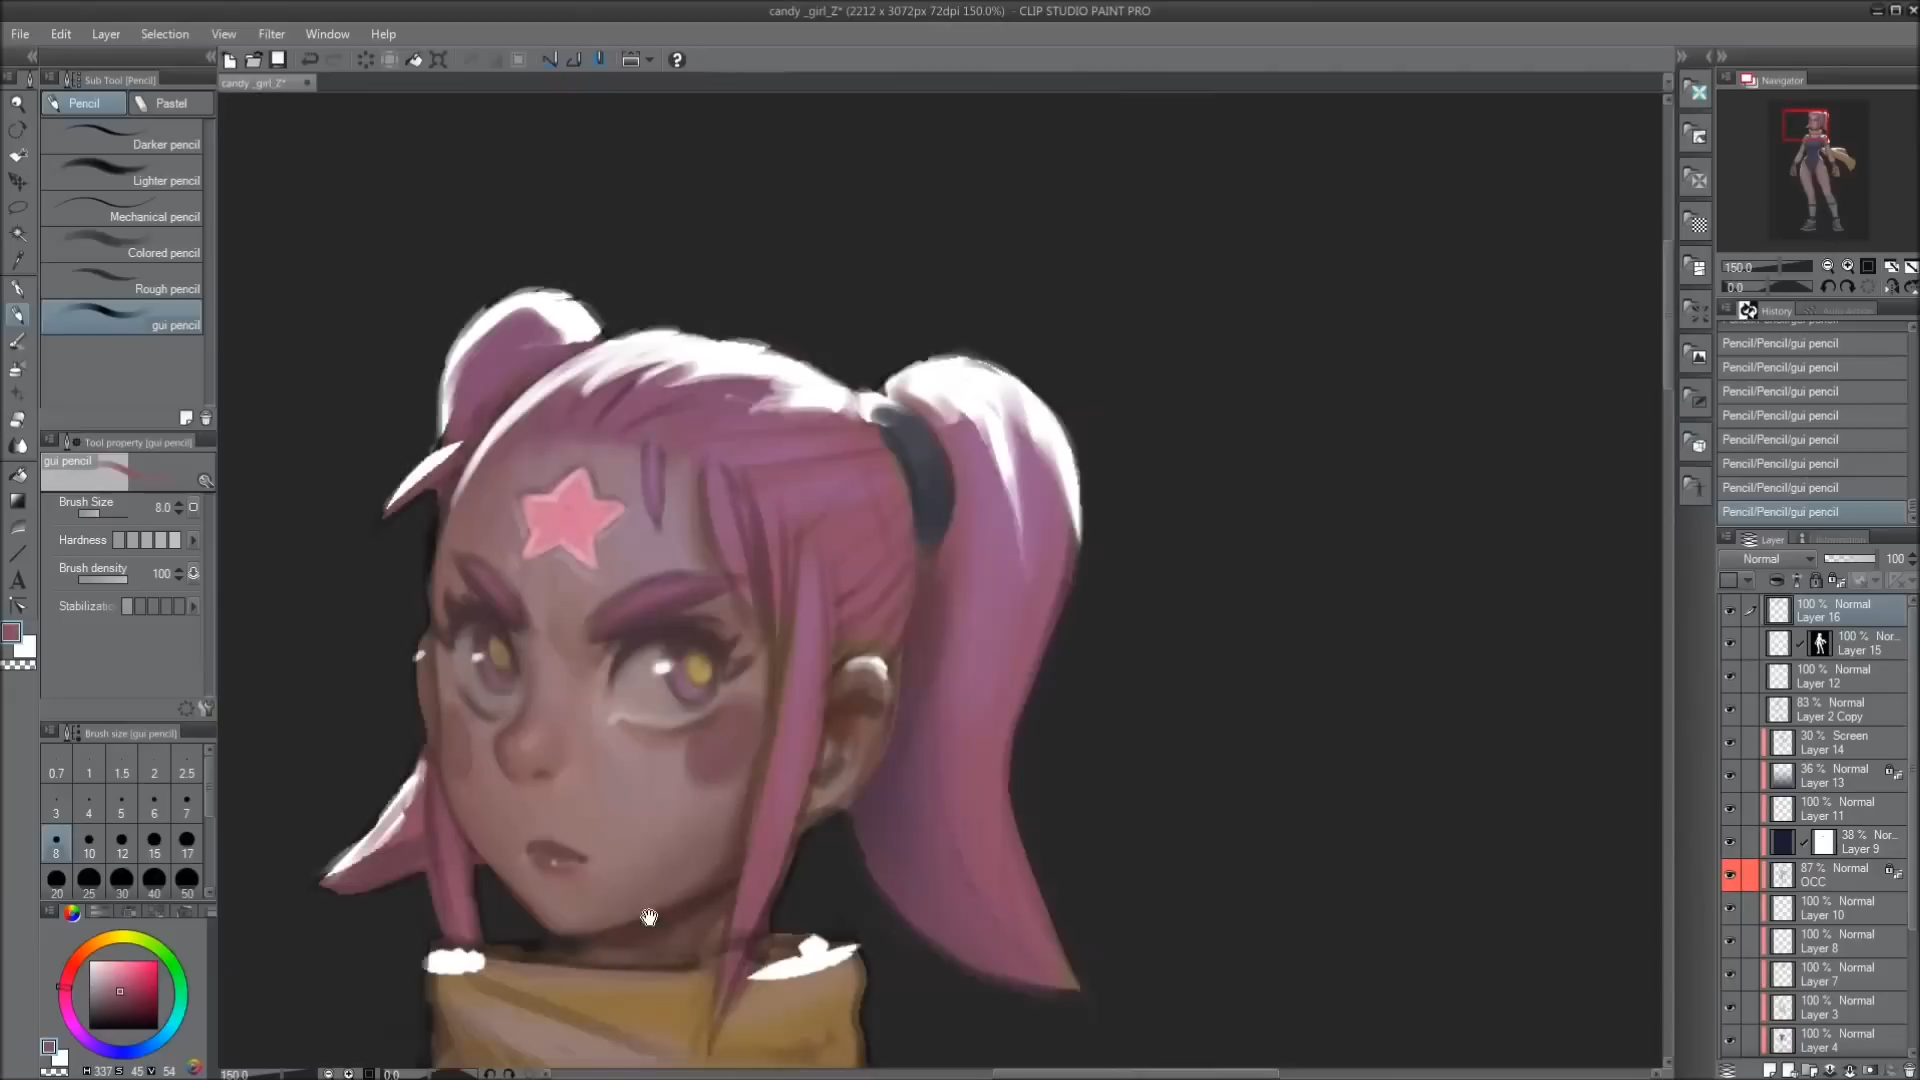 candy _girl_Z* (2212 x 3072px 72dpi 150.0%) - CLIP STUDIO PAINT PRO
File Edit Layer Selection View Filter Window Help
Sub Tool [Pencil]
candy _girl_Z*
Navigator
Pencil
Pastel
Darker pencil
Lighter pencil
Mechanical pencil
Colored pencil
Rough pencil
gui pencil
150.0
0.0
History
Pencil/Pencil/gui pencil
Pencil/Pencil/gui pencil
Pencil/Pencil/gui pencil
Pencil/Pencil/gui pencil
Pencil/Pencil/gui pencil
Pencil/Pencil/gui pencil
Pencil/Pencil/gui pencil
Pencil/Pencil/gui pencil
Tool property [gui pencil]
gui pencil
Brush Size 8.0
Hardness
Brush density 100
Stabilizatio
Layer
Normal 100
100 % Normal
Layer 16
100 % Nor...
Layer 15
100 % Normal
Layer 12
83 % Normal
Layer 2 Copy
30 % Screen
Layer 14
36 % Normal
Layer 13
100 % Normal
Layer 11
38 % Nor...
Layer 9
87 % Normal
OCC
100 % Normal
Layer 10
100 % Normal
Layer 8
100 % Normal
Layer 7
100 % Normal
Layer 3
100 % Normal
Layer 4
Brush size [gui pencil]
0.7 1 1.5 2 2.5
3 4 5 6 7
8 10 12 15 17
20 25 30 40 50
H 337 S 45 V 54
150.0 0.0